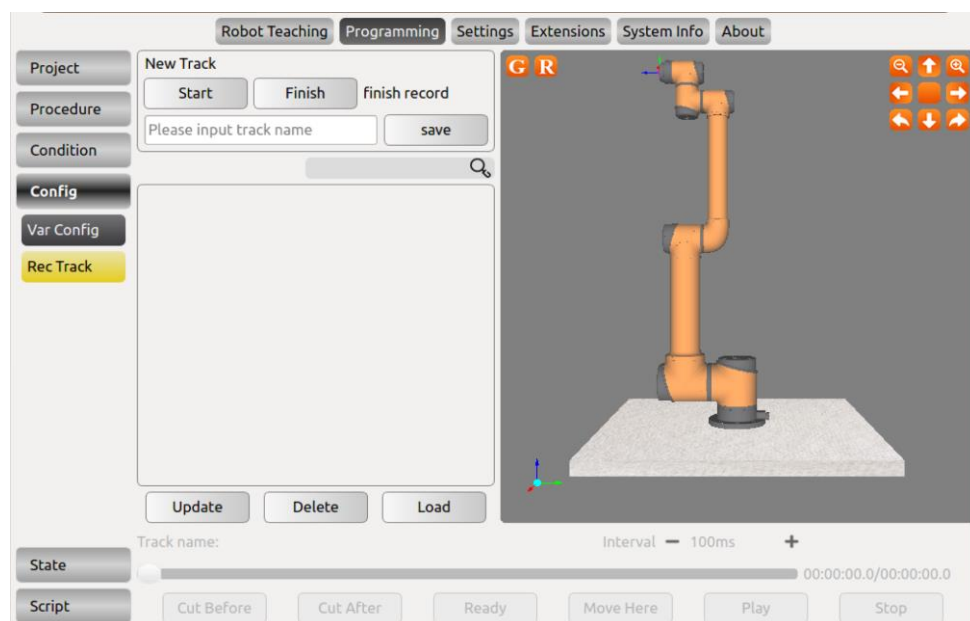 Robot Teaching Programming Settings Extensions System Info About
Project
Procedure
Condition
Config
Var Config
Rec Track
State
Script
New Track
Start Finish finish record
Please input track name save
Update Delete Load
G R
Track name: Interval 100ms
00:00:00.0/00:00:00.0
Cut Before Cut After Ready Move Here Play Stop